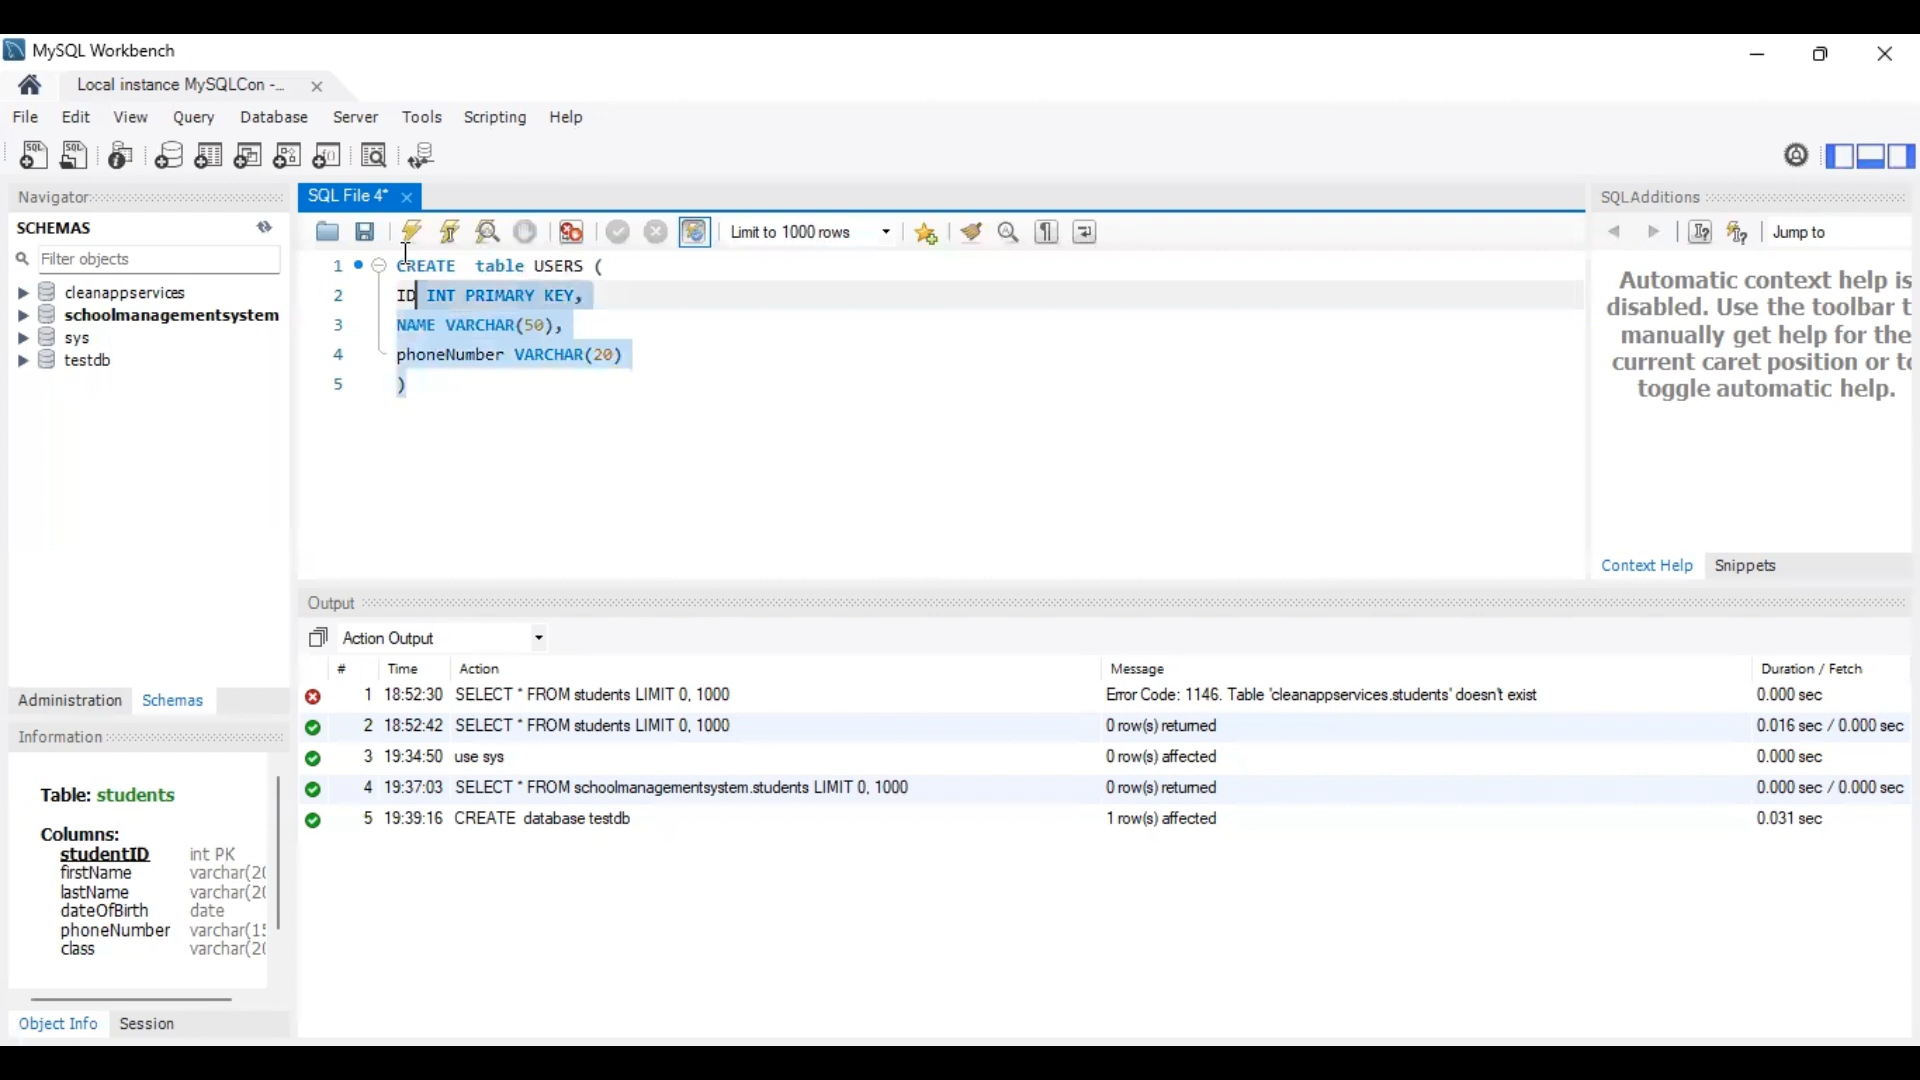 MySQL Workbench
Local instance MySQLCon -...
File Edit View Query Database Server Tools Scripting Help
Navigator
SCHEMAS
Filter objects
cleanappservices
schoolmanagementsystem
sys
testdb
Administration Schemas
Information
Table: students
Columns:
studentID int PK
firstName varchar(20
lastName varchar(20
dateOfBirth date
phoneNumber varchar(15
class varchar(20
Object Info Session
SQL File 4*
Limit to 1000 rows
1 CREATE table USERS (
2 ID INT PRIMARY KEY,
3 NAME VARCHAR(50),
4 phoneNumber VARCHAR(20)
5 )
SQLAdditions
Jump to
Automatic context help is
disabled. Use the toolbar t
manually get help for the
current caret position or to
toggle automatic help.
Context Help Snippets
Output
Action Output
# Time Action Message Duration / Fetch
1 18:52:30 SELECT * FROM students LIMIT 0, 1000 Error Code: 1146. Table 'cleanappservices.students' doesn't exist 0.000 sec
2 18:52:42 SELECT * FROM students LIMIT 0, 1000 0 row(s) returned 0.016 sec / 0.000 sec
3 19:34:50 use sys 0 row(s) affected 0.000 sec
4 19:37:03 SELECT * FROM schoolmanagementsystem.students LIMIT 0, 1000 0 row(s) returned 0.000 sec / 0.000 sec
5 19:39:16 CREATE database testdb 1 row(s) affected 0.031 sec